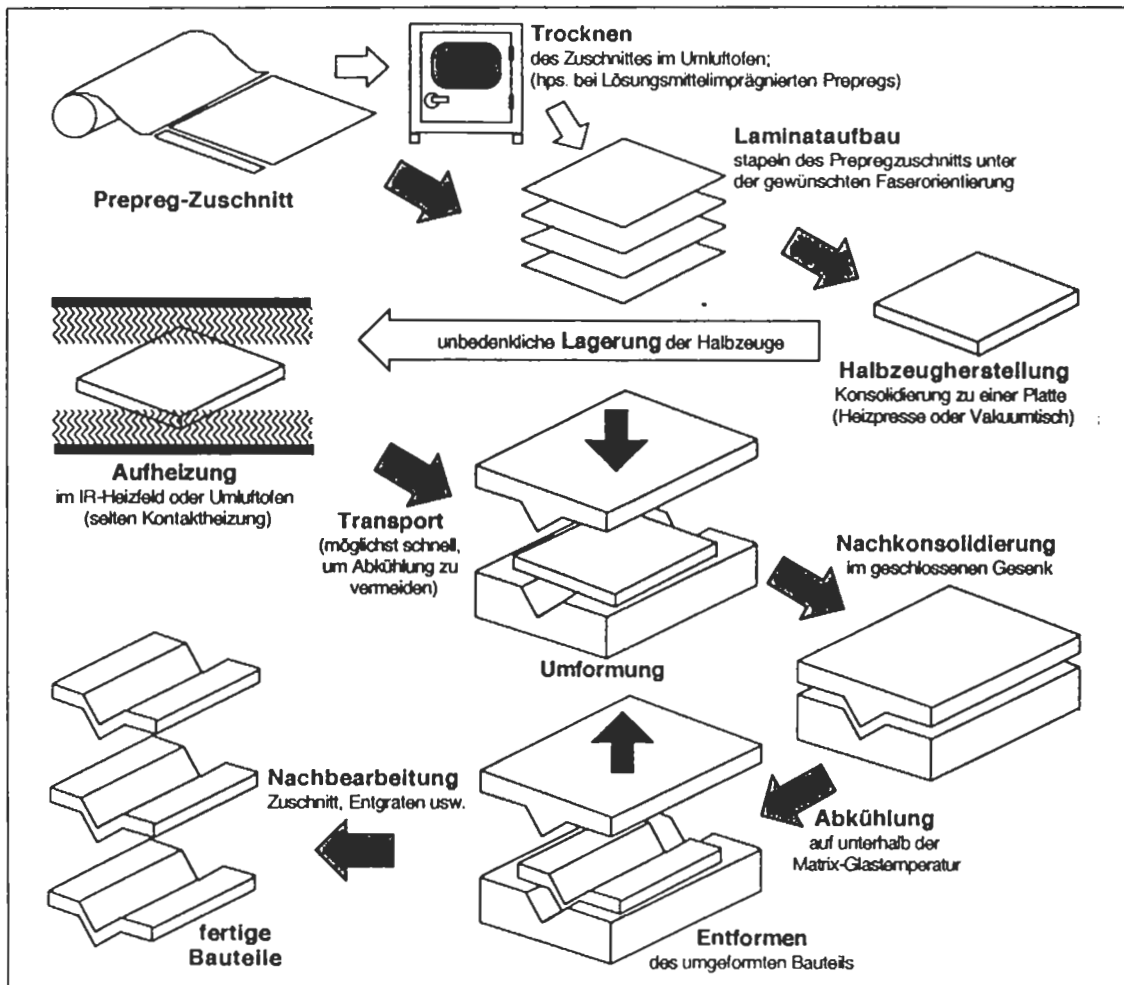 Trocknen
des Zuschnittes im Umluftofen;
(hps. bei Lösungsmittelimprägnierten Prepregs)
Prepreg-Zuschnitt
Laminataufbau
stapeln des Prepregzuschnitts unter
der gewünschten Faserorientierung
unbedenkliche Lagerung der Halbzeuge
Halbzeugherstellung
Konsolidierung zu einer Platte
(Heizpresse oder Vakuumtisch)
Aufheizung
im IR-Heizfeld oder Umluftofen
(selten Kontaktheizung)
Transport
(möglichst schnell,
um Abkühlung zu
vermeiden)
Umformung
Nachkonsolidierung
im geschlossenen Gesenk
Abkühlung
auf unterhalb der
Matrix-Glastemperatur
Entformen
des umgeformten Bauteils
Nachbearbeitung
Zuschnitt, Entgraten usw.
fertige
Bauteile